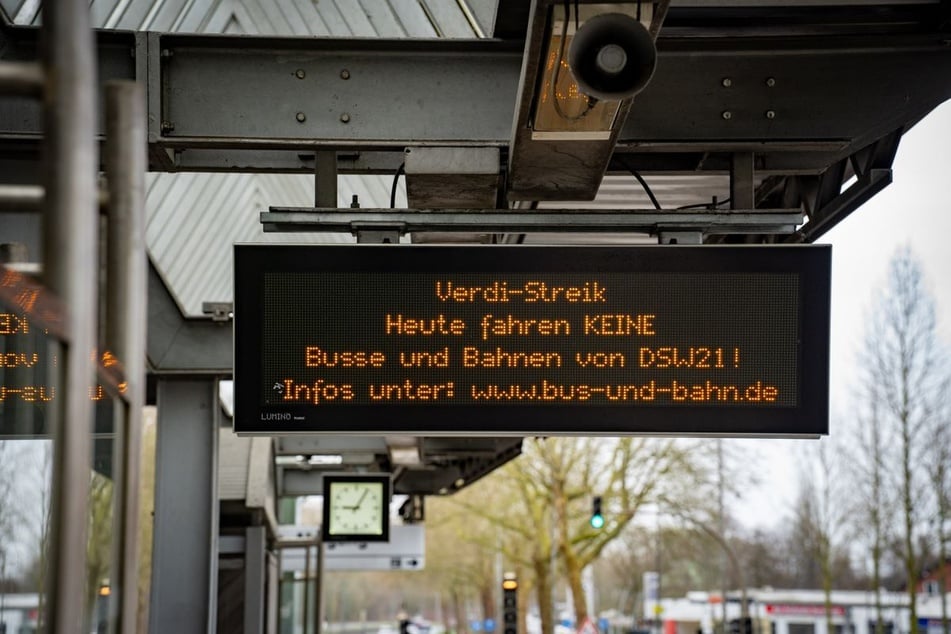 Verdi-Streik
Heute fahren KEINE
Busse und Bahnen von DSW21!
Infos unter: www.bus-und-bahn.de
LUMINO